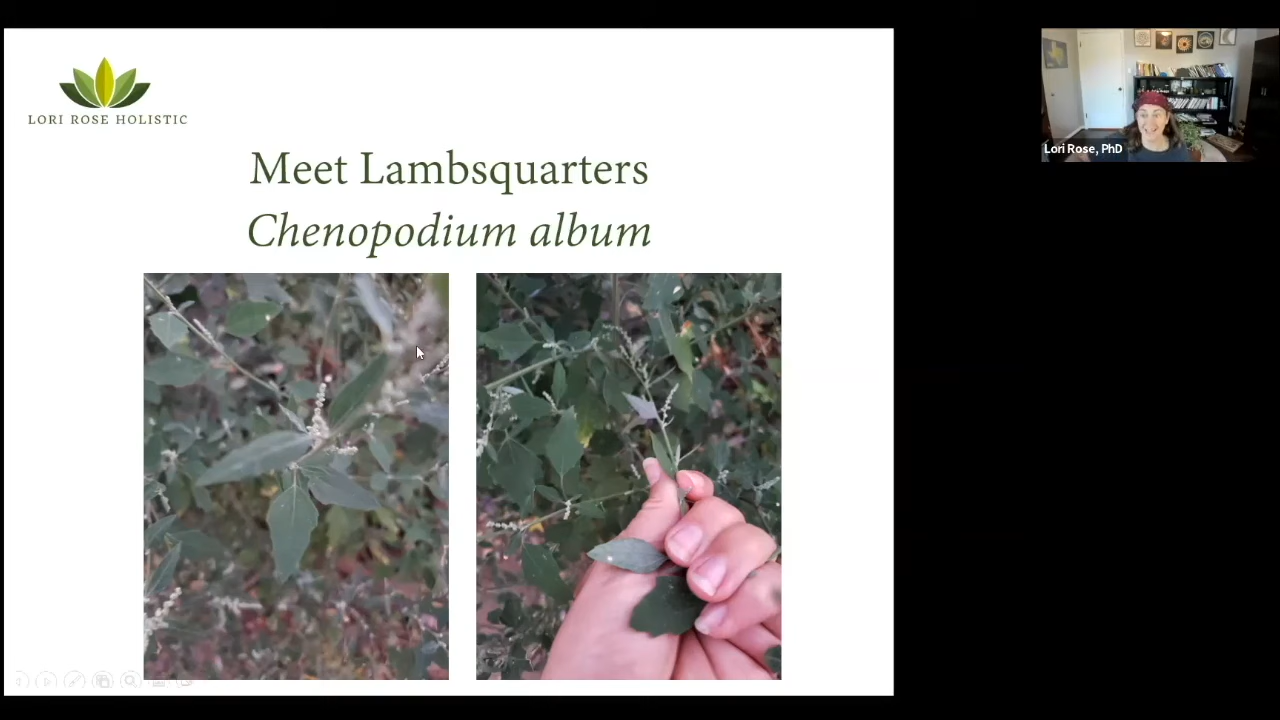 LORI ROSE HOLISTIC
Meet Lambsquarters
Chenopodium album
Lori Rose, PhD